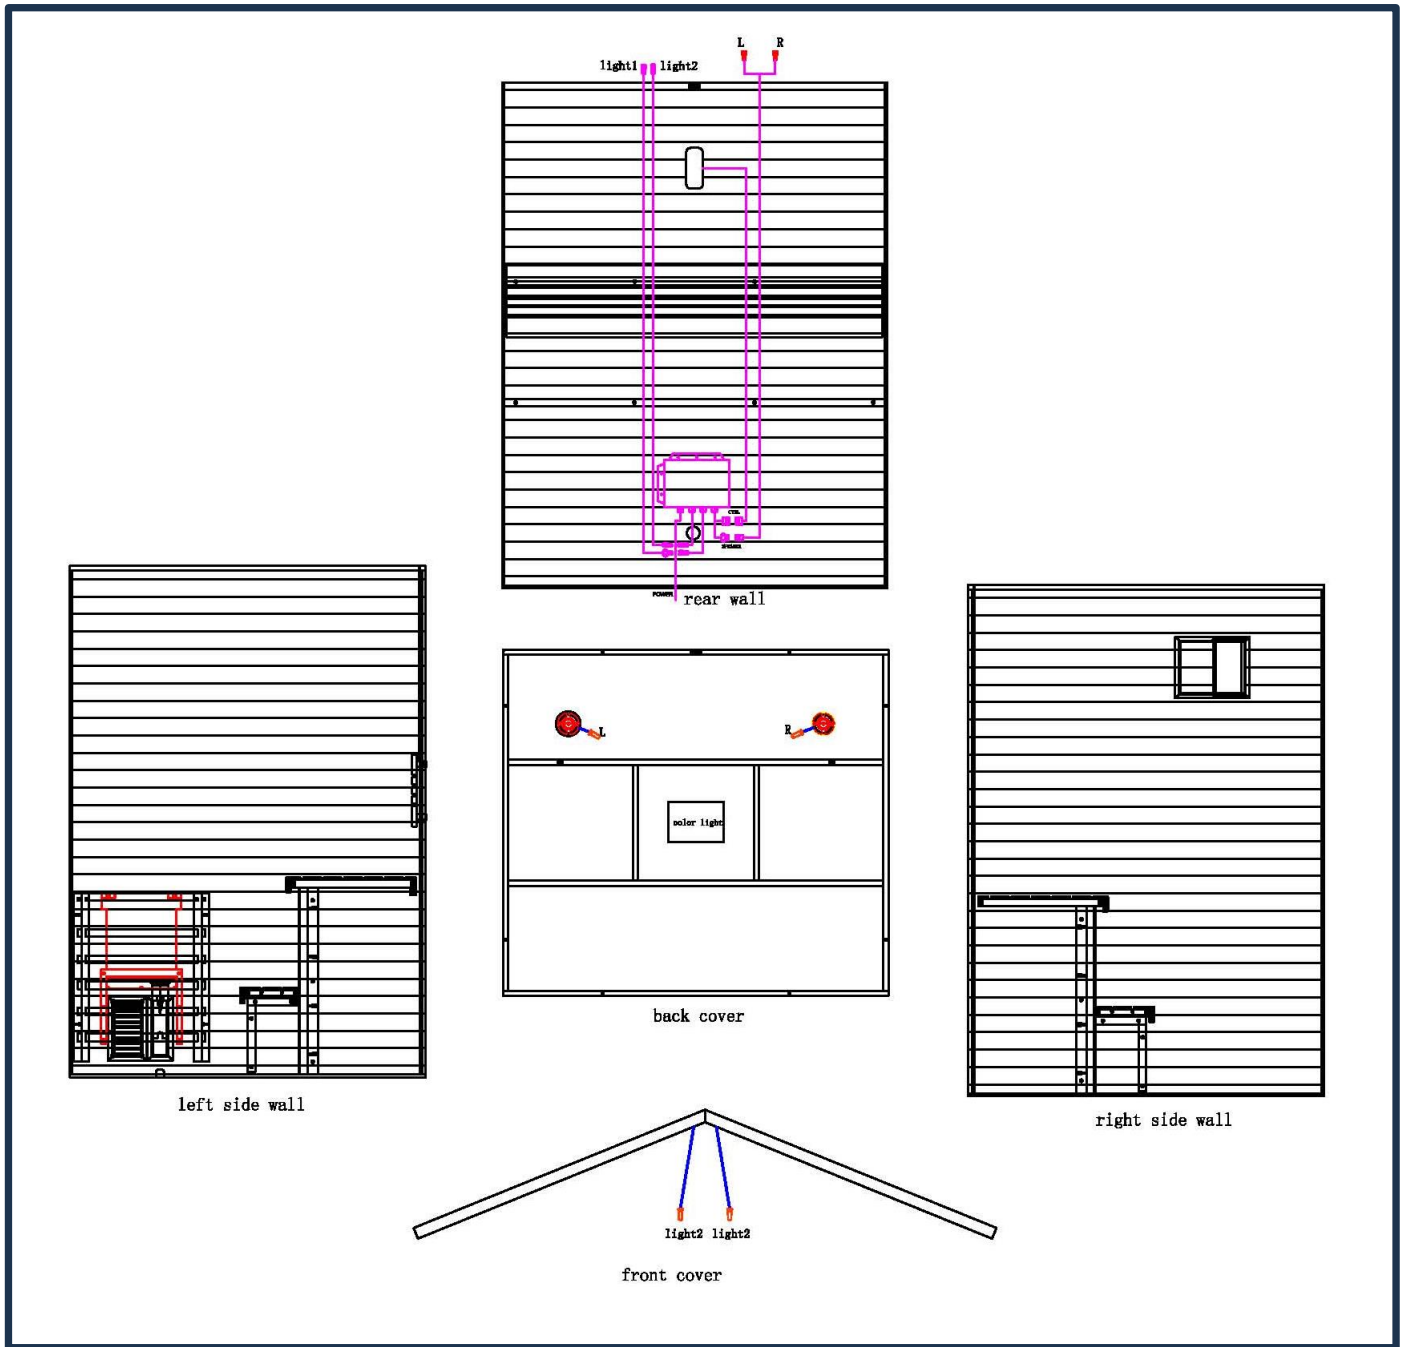 L R
light1 light2
CTRL
SPEAKER
POWER
rear wall
L R
color light
back cover
left side wall
right side wall
light2 light2
front cover